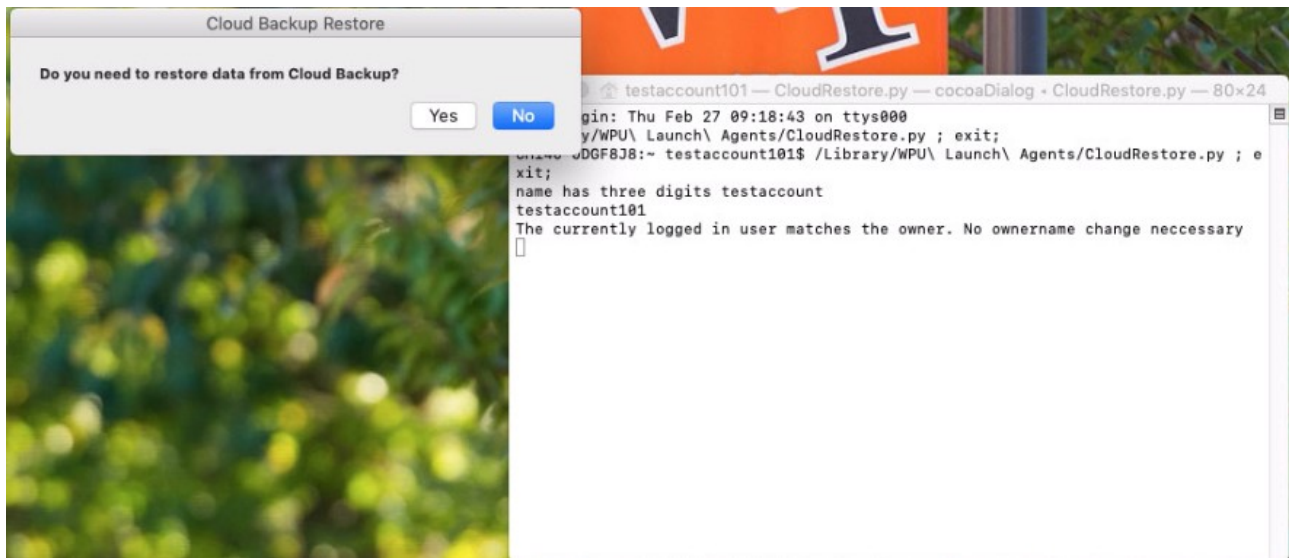 Cloud Backup Restore
Do you need to restore data from Cloud Backup?
Yes No
testaccount101 — CloudRestore.py — cocoaDialog • CloudRestore.py — 80×24
gin: Thu Feb 27 09:18:43 on ttys000
y/WPU\ Launch\ Agents/CloudRestore.py ; exit;
testaccount101$ /Library/WPU\ Launch\ Agents/CloudRestore.py ; e
xit;
name has three digits testaccount
testaccount101
The currently logged in user matches the owner. No ownername change neccessary